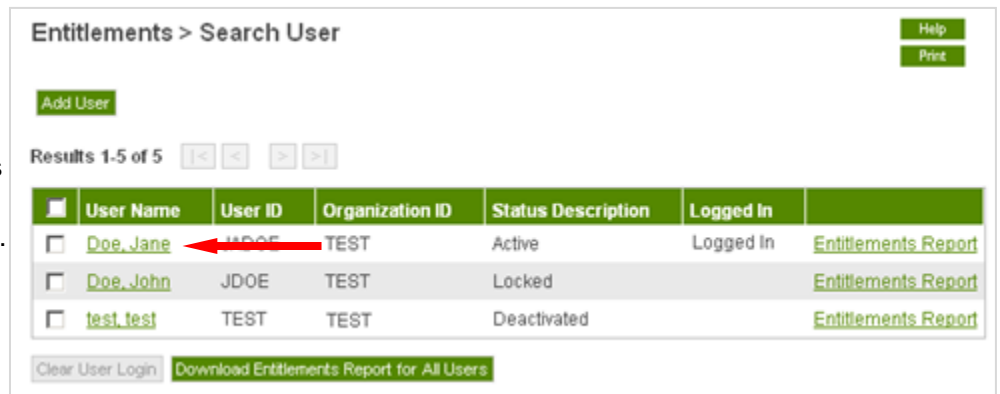 Entitlements > Search User
Help
Print
Add User
Results 1-5 of 5 |< < > >|
User Name User ID Organization ID Status Description Logged In
Doe, Jane JADOE TEST Active Logged In Entitlements Report
Doe, John JDOE TEST Locked Entitlements Report
test, test TEST TEST Deactivated Entitlements Report
Clear User Login Download Entitlements Report for All Users